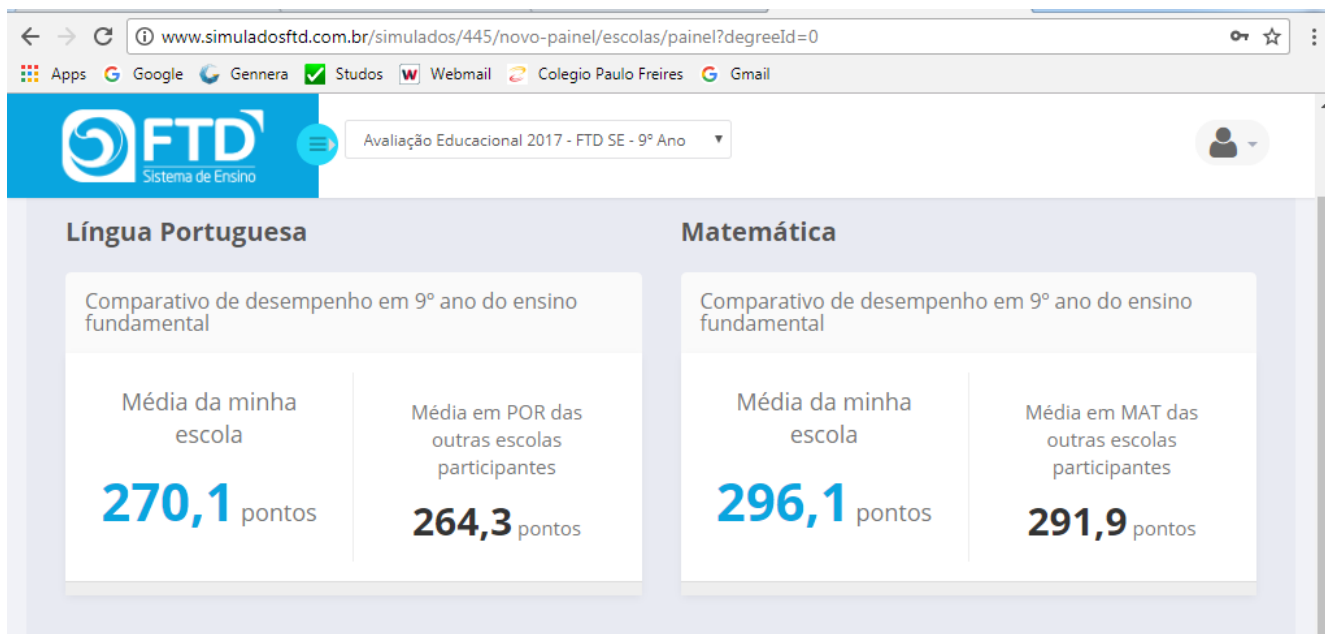 www.simuladosftd.com.br/simulados/445/novo-painel/escolas/painel?degreeId=0
Apps Google Gennera Studos Webmail Colegio Paulo Freires Gmail
FTD
Sistema de Ensino
Avaliação Educacional 2017 - FTD SE - 9º Ano
Língua Portuguesa
Comparativo de desempenho em 9º ano do ensino
fundamental
Média da minha
escola
270,1 pontos
Média em POR das
outras escolas
participantes
264,3 pontos
Matemática
Comparativo de desempenho em 9º ano do ensino
fundamental
Média da minha
escola
296,1 pontos
Média em MAT das
outras escolas
participantes
291,9 pontos